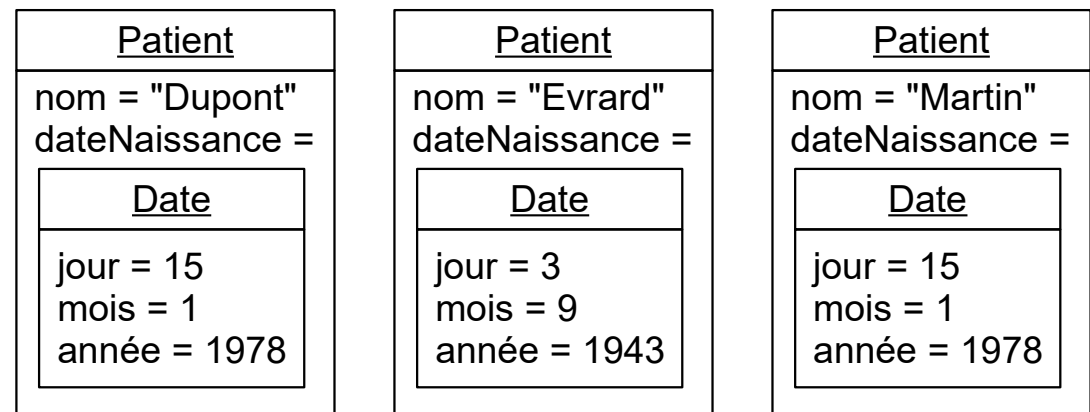 Patient
nom = "Dupont"
dateNaissance =
Date
jour = 15
mois = 1
année = 1978
Patient
nom = "Evrard"
dateNaissance =
Date
jour = 3
mois = 9
année = 1943
Patient
nom = "Martin"
dateNaissance =
Date
jour = 15
mois = 1
année = 1978